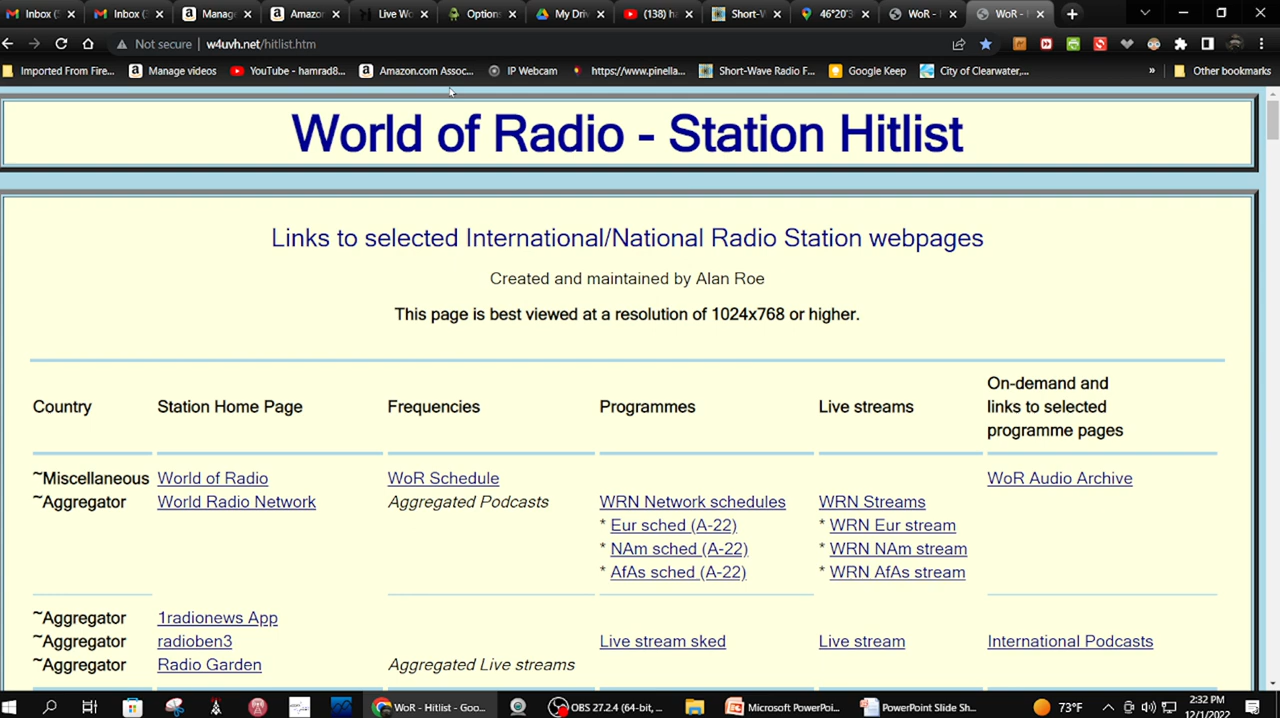 Inbox (
Inbox (
Manag
Amazo
Live Wo
Option
My Driv
(138) ha
Short-W
46°20'3
WoR -
WoR -
Not secure
w4uvh.net/hitlist.htm
Imported From Fire...
Manage videos
YouTube - hamrad8...
Amazon.com Assoc...
IP Webcam
https://www.pinella...
Short-Wave Radio F...
Google Keep
City of Clearwater,...
»
Other bookmarks
World of Radio - Station Hitlist
Links to selected International/National Radio Station webpages
Created and maintained by Alan Roe
This page is best viewed at a resolution of 1024x768 or higher.
On-demand and
Country Station Home Page Frequencies Programmes Live streams links to selected
programme pages
~Miscellaneous World of Radio WoR Schedule WoR Audio Archive
~Aggregator World Radio Network Aggregated Podcasts WRN Network schedules WRN Streams
* Eur sched (A-22) * WRN Eur stream
* NAm sched (A-22) * WRN NAm stream
* AfAs sched (A-22) * WRN AfAs stream
~Aggregator 1radionews App
~Aggregator radioben3 Live stream sked Live stream International Podcasts
~Aggregator Radio Garden Aggregated Live streams
WoR - Hitlist - Goo...
OBS 27.2.4 (64-bit, ...
Microsoft PowerPoi...
PowerPoint Slide Sh...
73°F
2:32 PM
12/1/2022